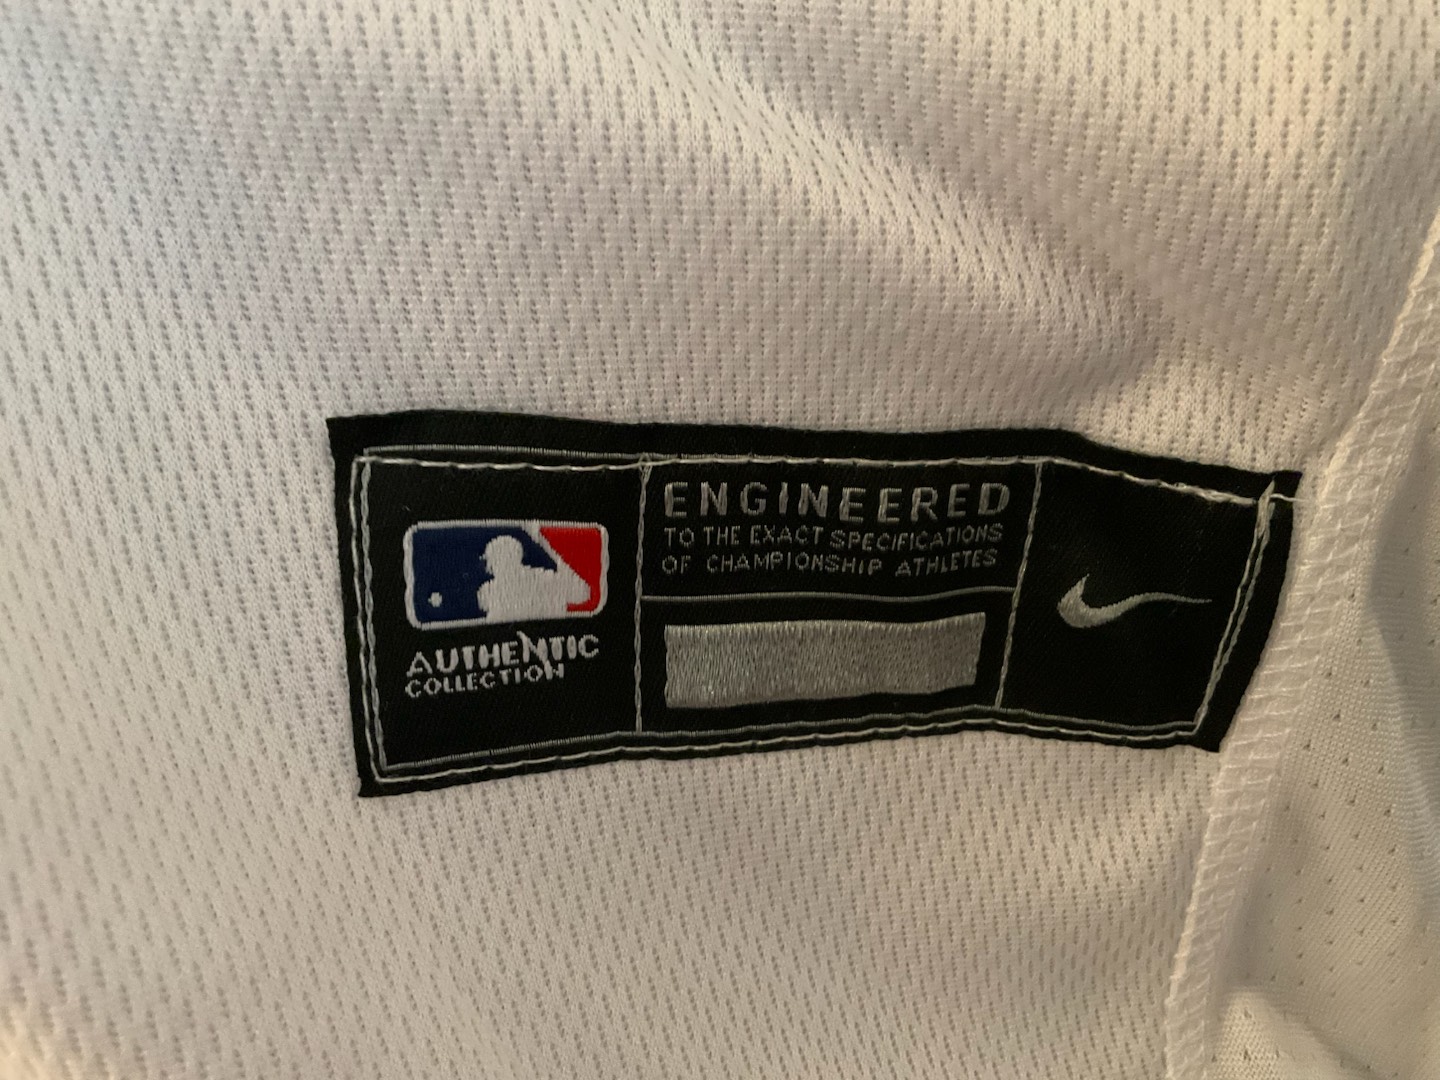 AUTHENTIC
COLLECTION
ENGINEERED
TO THE EXACT SPECIFICATIONS
OF CHAMPIONSHIP ATHLETES